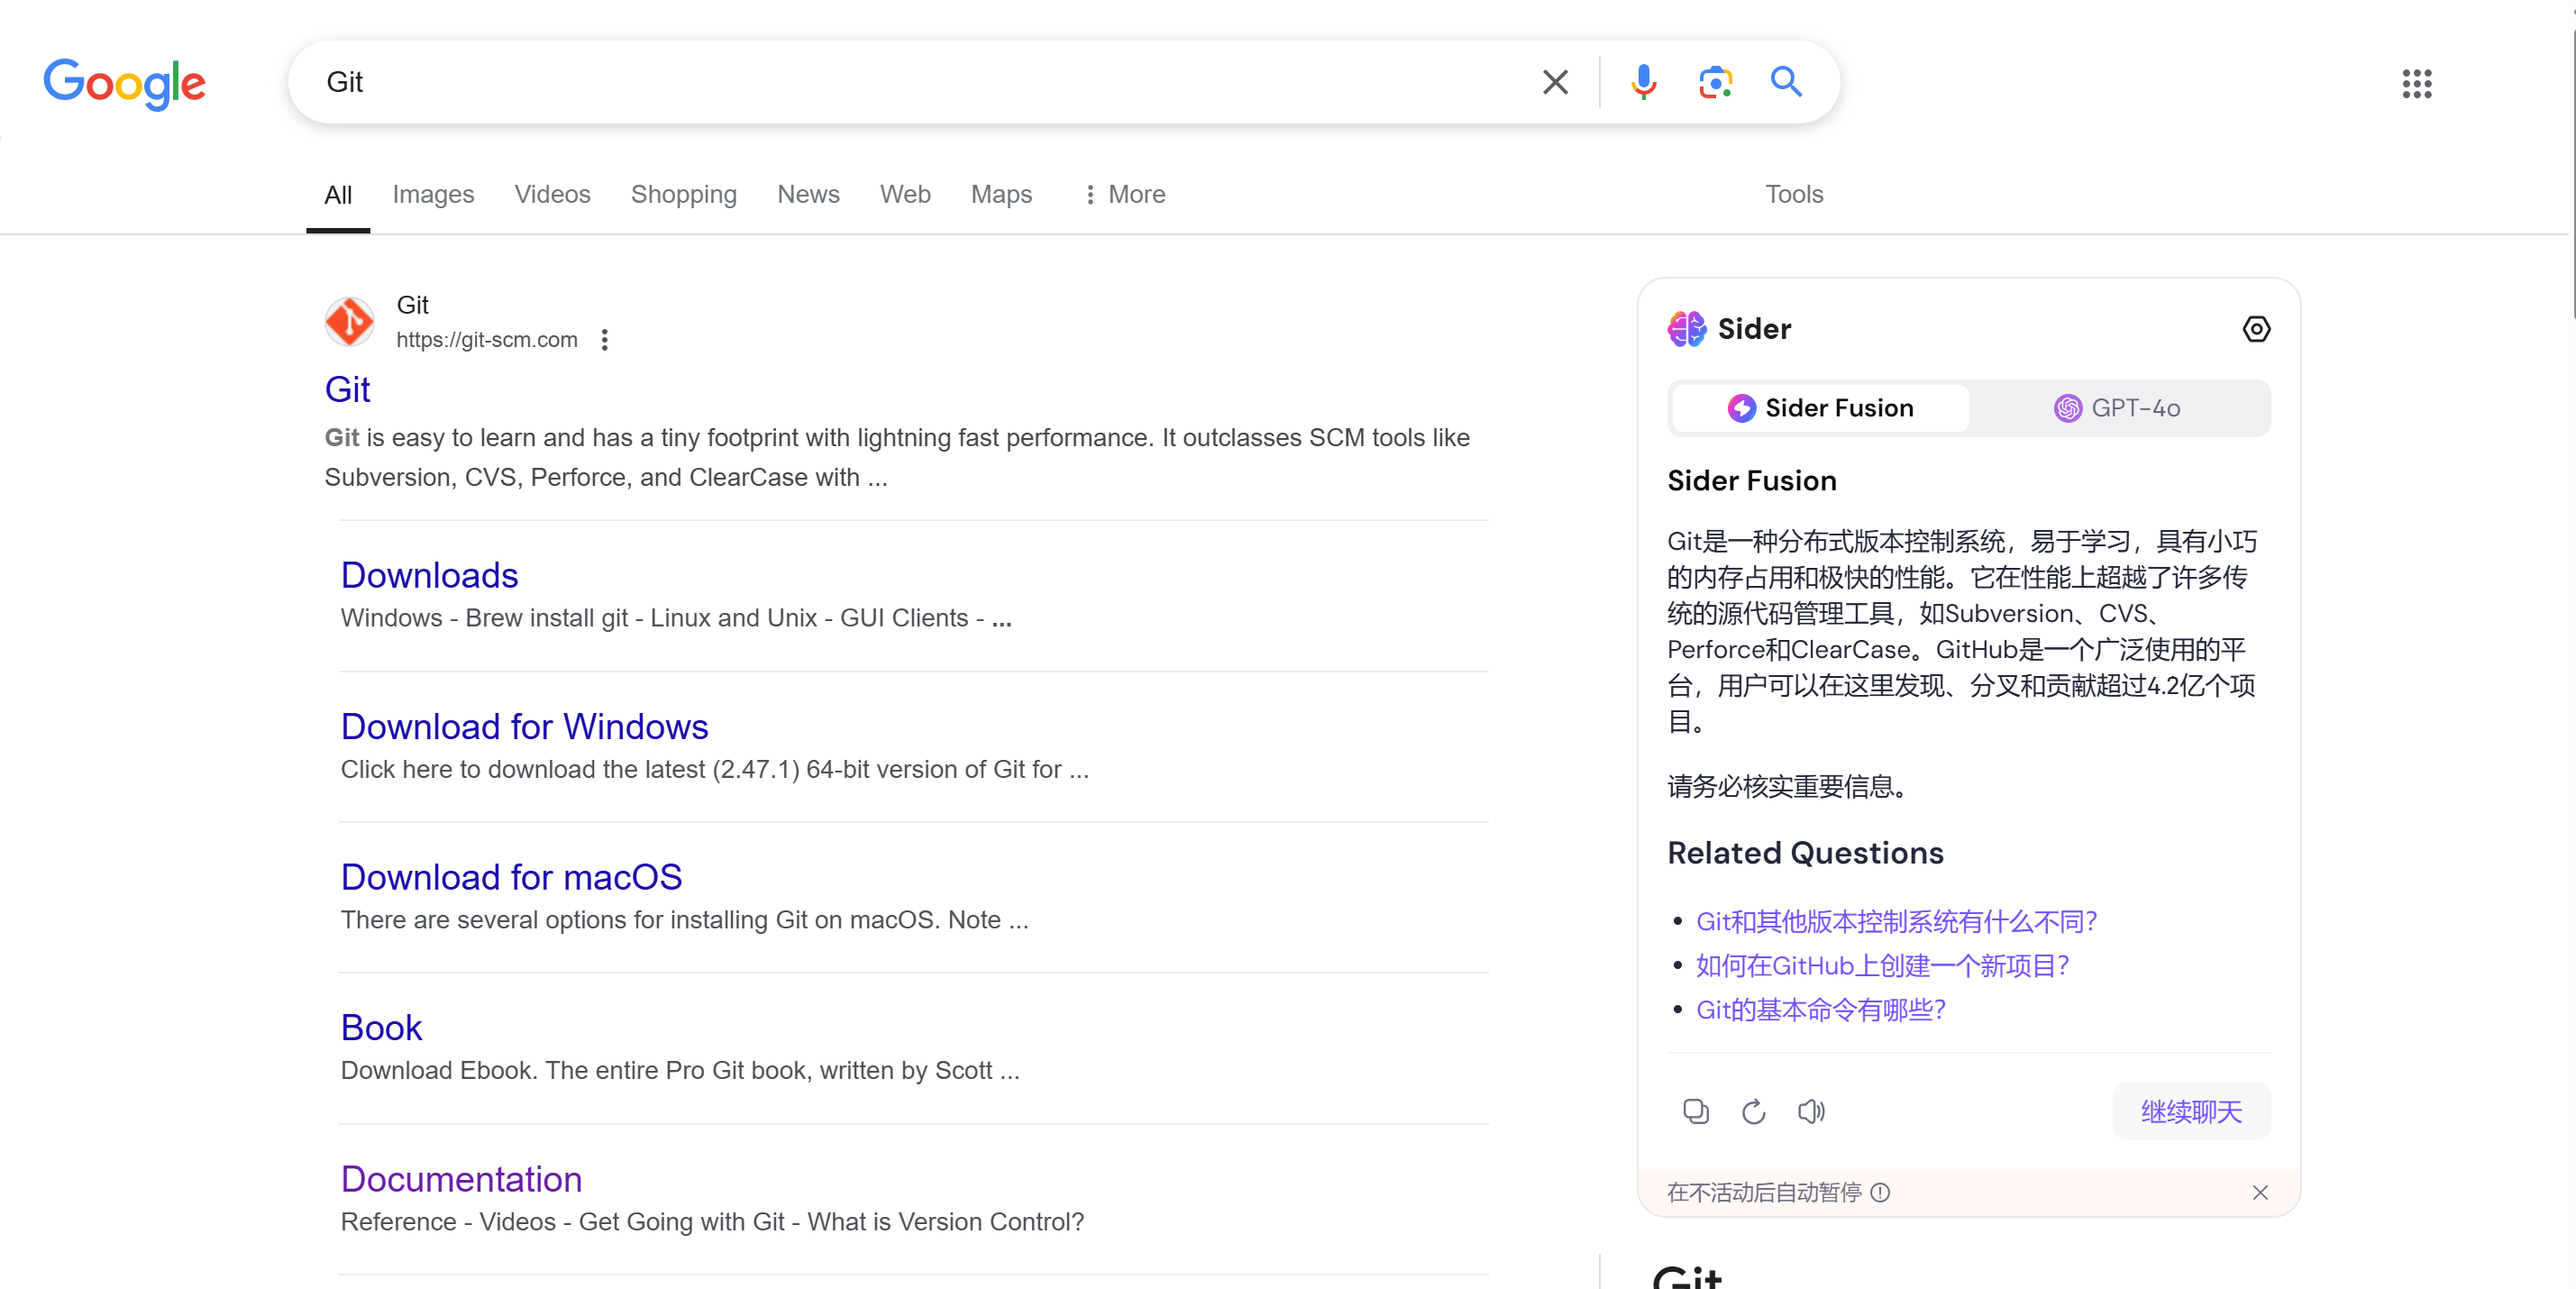 Google
Git
All
Images
Videos
Shopping
News
Web
Maps
More
Tools
Git
https://git-scm.com
Git
Git is easy to learn and has a tiny footprint with lightning fast performance. It outclasses SCM tools like
Subversion, CVS, Perforce, and ClearCase with ...
Downloads
Windows - Brew install git - Linux and Unix - GUI Clients - ...
Download for Windows
Click here to download the latest (2.47.1) 64-bit version of Git for ...
Download for macOS
There are several options for installing Git on macOS. Note ...
Book
Download Ebook. The entire Pro Git book, written by Scott ...
Documentation
Reference - Videos - Get Going with Git - What is Version Control?
Sider
Sider Fusion
GPT-4o
Sider Fusion
Git是一种分布式版本控制系统，易于学习，具有小巧
的内存占用和极快的性能。它在性能上超越了许多传
统的源代码管理工具，如Subversion、CVS、
Perforce和ClearCase。GitHub是一个广泛使用的平
台，用户可以在这里发现、分叉和贡献超过4.2亿个项
目。
请务必核实重要信息。
Related Questions
• Git和其他版本控制系统有什么不同？
• 如何在GitHub上创建一个新项目？
• Git的基本命令有哪些？
继续聊天
在不活动后自动暂停
Git